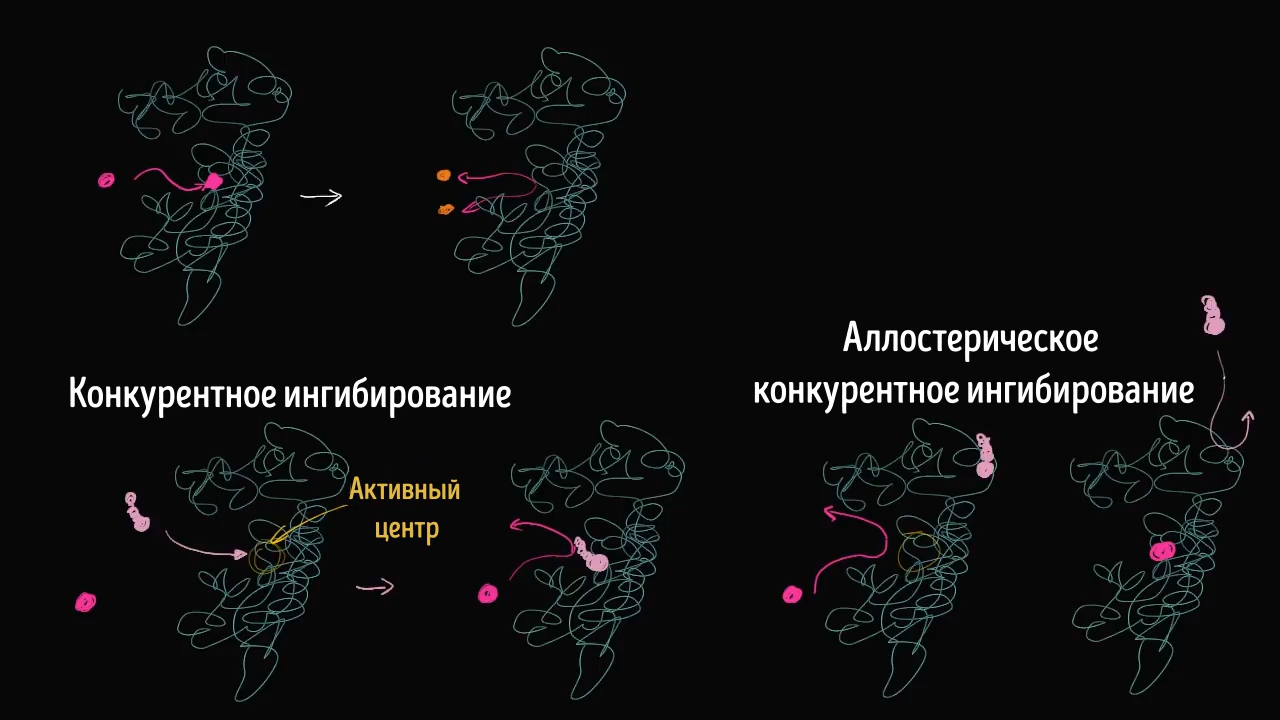 Конкурентное ингибирование
Активный
центр
Аллостерическое
конкурентное ингибирование